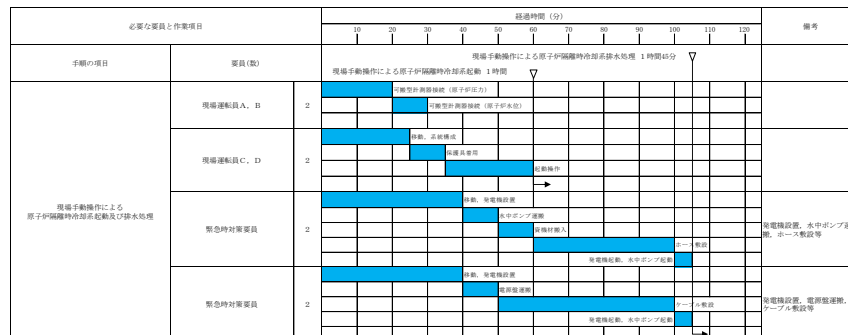 必要な要員と作業項目
経過時間（分）
備考
10 20 30 40 50 60 70 80 90 100 110 120
手順の項目
要員(数)
現場手動操作による原子炉隔離時冷却系排水処理 1時間45分
現場手動操作による原子炉隔離時冷却系起動 1時間
現場手動操作による
原子炉隔離時冷却系起動及び排水処理
現場運転員A，B
2
可搬型計測器接続（原子炉圧力）
可搬型計測器接続（原子炉水位）
現場運転員C，D
2
移動，系統構成
保護具着用
起動操作
緊急時対策要員
2
移動，発電機設置
水中ポンプ運搬
資機材搬入
ホース敷設
発電機起動，水中ポンプ起動
発電機設置，水中ポンプ運
搬，ホース敷設等
緊急時対策要員
2
移動，発電機設置
電源盤運搬
ケーブル敷設
発電機起動，水中ポンプ起動
発電機設置，電源盤運搬，
ケーブル敷設等